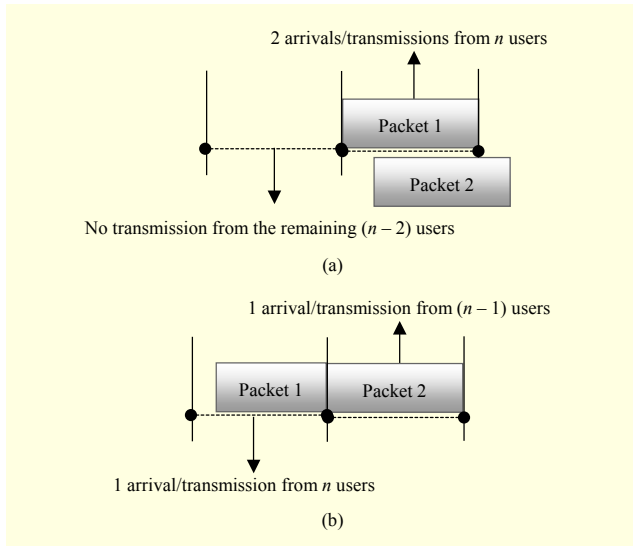 2 arrivals/transmissions from n users
Packet 1
Packet 2
No transmission from the remaining (n – 2) users
(a)
1 arrival/transmission from (n – 1) users
Packet 1
Packet 2
1 arrival/transmission from n users
(b)